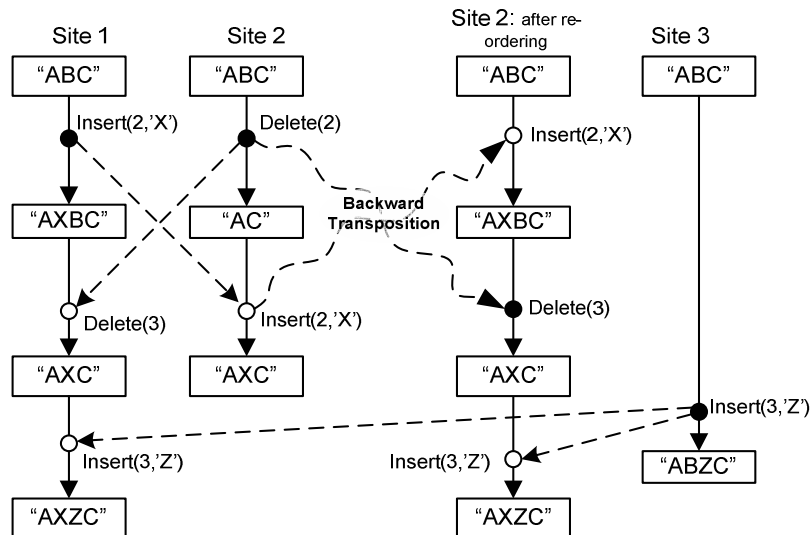 Site 1
Site 2
Site 2: after re-
ordering
Site 3
“ABC”
“ABC”
“ABC”
“ABC”
Insert(2,’X’)
Delete(2)
Insert(2,’X’)
Backward
Transposition
“AXBC”
“AC”
“AXBC”
Delete(3)
Insert(2,’X’)
Delete(3)
“AXC”
“AXC”
“AXC”
Insert(3,’Z’)
Insert(3,’Z’)
Insert(3,’Z’)
“ABZC”
“AXZC”
“AXZC”